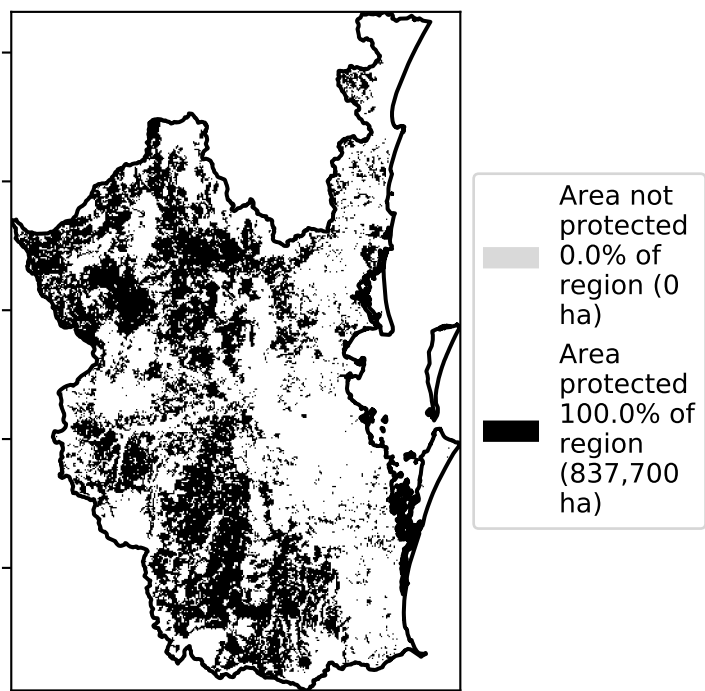 Area not
protected
0.0% of
region (0
ha)
Area
protected
100.0% of
region
(837,700
ha)